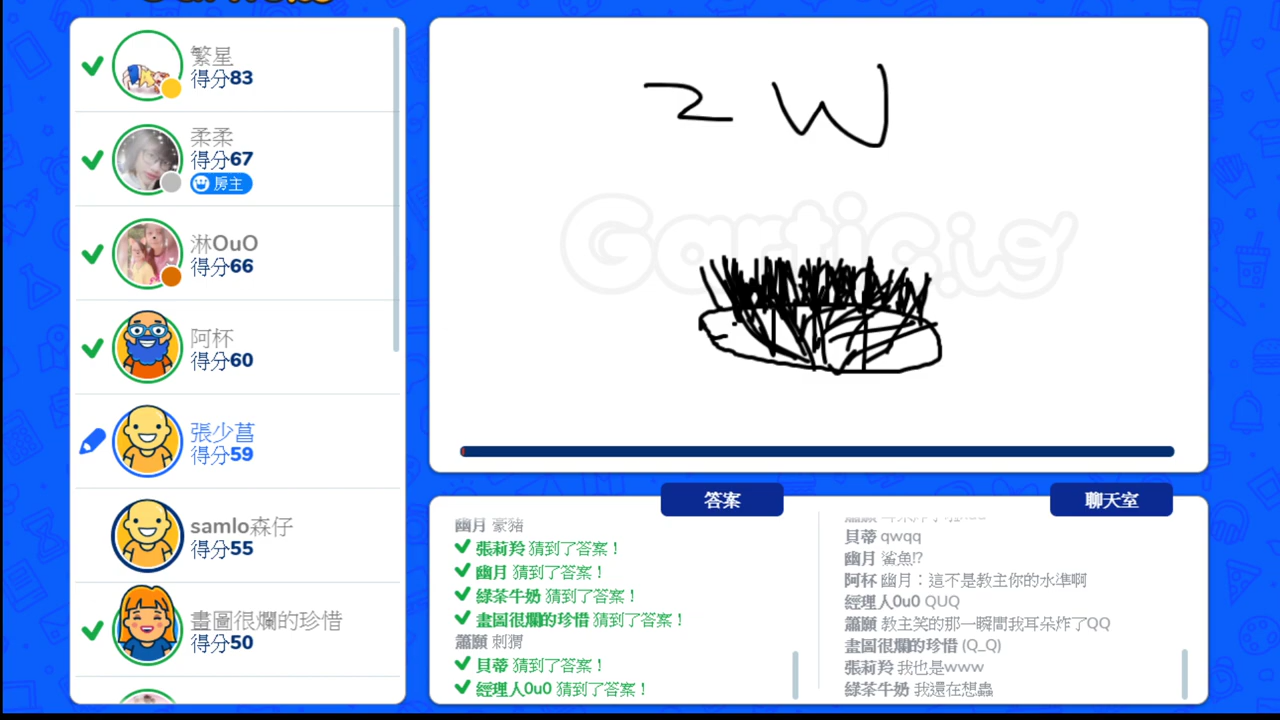 繁星
得分83
柔柔
得分67
房主
淋OuO
得分66
阿杯
得分60
張少菖
得分59
samlo森仔
得分55
畫圖很爛的珍惜
得分50
2 W
Gartic.io
答案
幽月 豪豬
張莉羚 猜到了答案！
幽月 猜到了答案！
綠茶牛奶 猜到了答案！
畫圖很爛的珍惜 猜到了答案！
蕭願 刺猬
貝蒂 猜到了答案！
經理人0u0 猜到了答案！
聊天室
貝蒂 qwqq
幽月 鯊魚!?
阿杯 幽月：這不是教主你的水準啊
經理人0u0 QUQ
蕭願 教主笑的那一瞬間我耳朵炸了QQ
畫圖很爛的珍惜 (Q_Q)
張莉羚 我也是www
綠茶牛奶 我還在想蟲